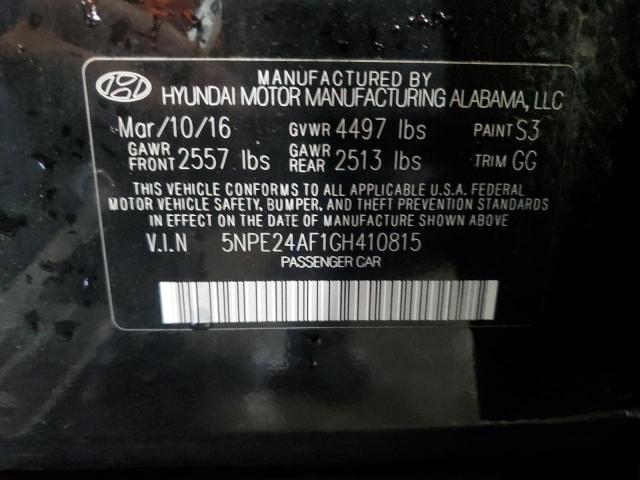 MANUFACTURED BY
HYUNDAI MOTOR MANUFACTURING ALABAMA, LLC
Mar/10/16 GVWR 4497 lbs PAINT S3
GAWR FRONT 2557 lbs GAWR REAR 2513 lbs TRIM GG
THIS VEHICLE CONFORMS TO ALL APPLICABLE U.S.A. FEDERAL
MOTOR VEHICLE SAFETY, BUMPER, AND THEFT PREVENTION STANDARDS
IN EFFECT ON THE DATE OF MANUFACTURE SHOWN ABOVE
V.I.N 5NPE24AF1GH410815
PASSENGER CAR